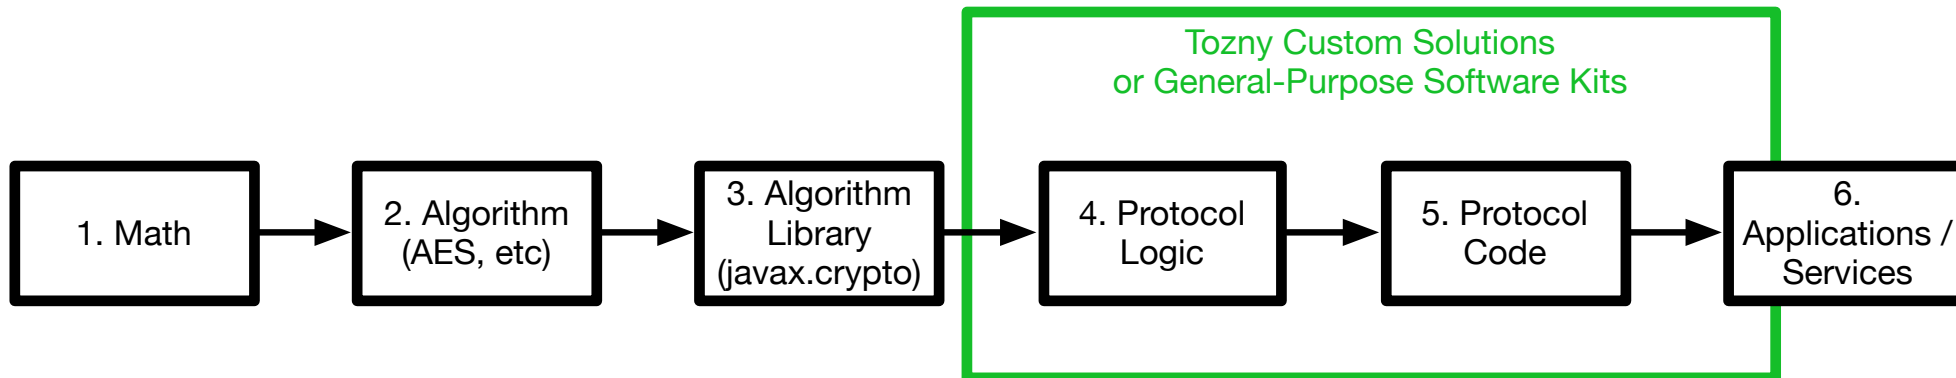 Tozny Custom Solutions
or General-Purpose Software Kits
1. Math
2. Algorithm
(AES, etc)
3. Algorithm
Library
(javax.crypto)
4. Protocol
Logic
5. Protocol
Code
6.
Applications /
Services